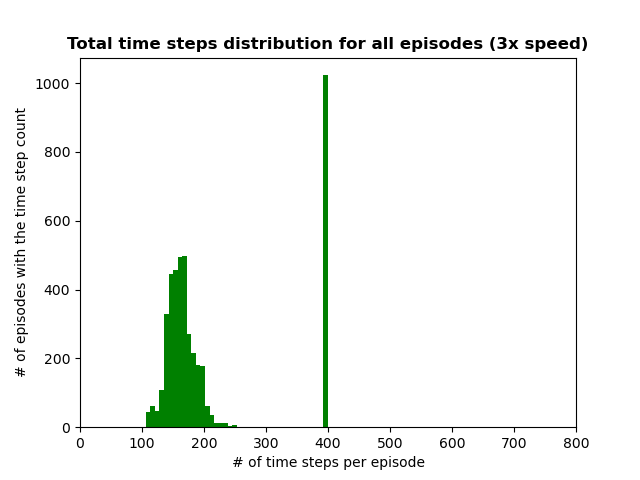 Total time steps distribution for all episodes (3x speed)
# of episodes with the time step count
1000
800
600
400
200
0
0 100 200 300 400 500 600 700 800
# of time steps per episode